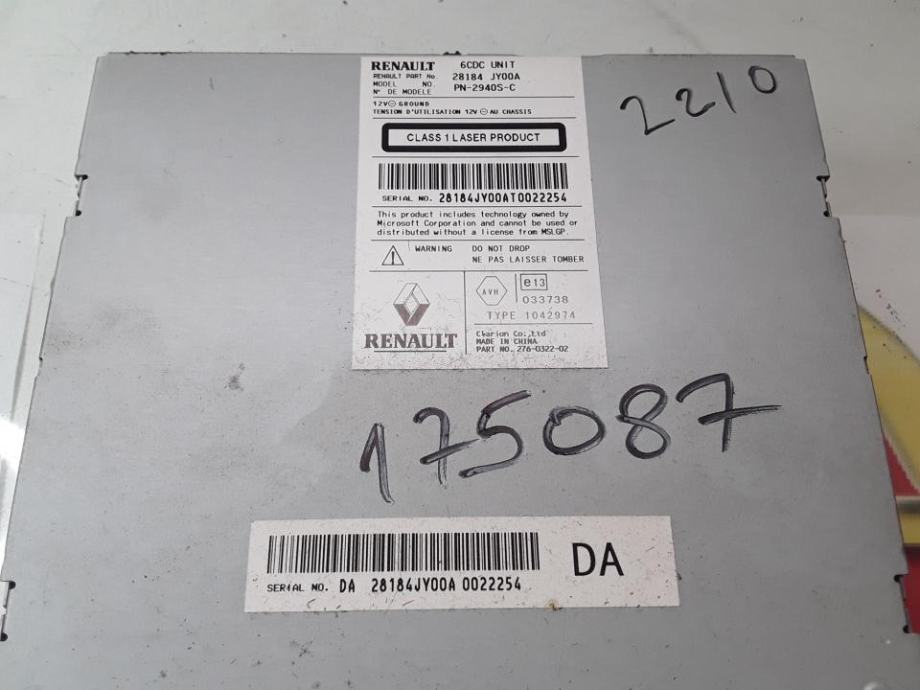 RENAULT 6CDC UNIT
RENAULT PART No 28184 JY00A
MODEL NO. PN-2940S-C
N° DE MODELE
12V ⊖ GROUND
TENSION D'UTILISATION 12V ⊖ AU CHASSIS
CLASS 1 LASER PRODUCT
SERIAL NO. 28184JY00AT0022254
This product includes technology owned by
Microsoft Corporation and cannot be used or
distributed without a license from MSLGP.
WARNING DO NOT DROP
NE PAS LAISSER TOMBER
AVH e13
033738
TYPE 1042974
RENAULT
Clarion Co.,Ltd
MADE IN CHINA
PART NO. 276-0322-02
2210
175087
SERIAL NO. DA 28184JY00A 0022254
DA